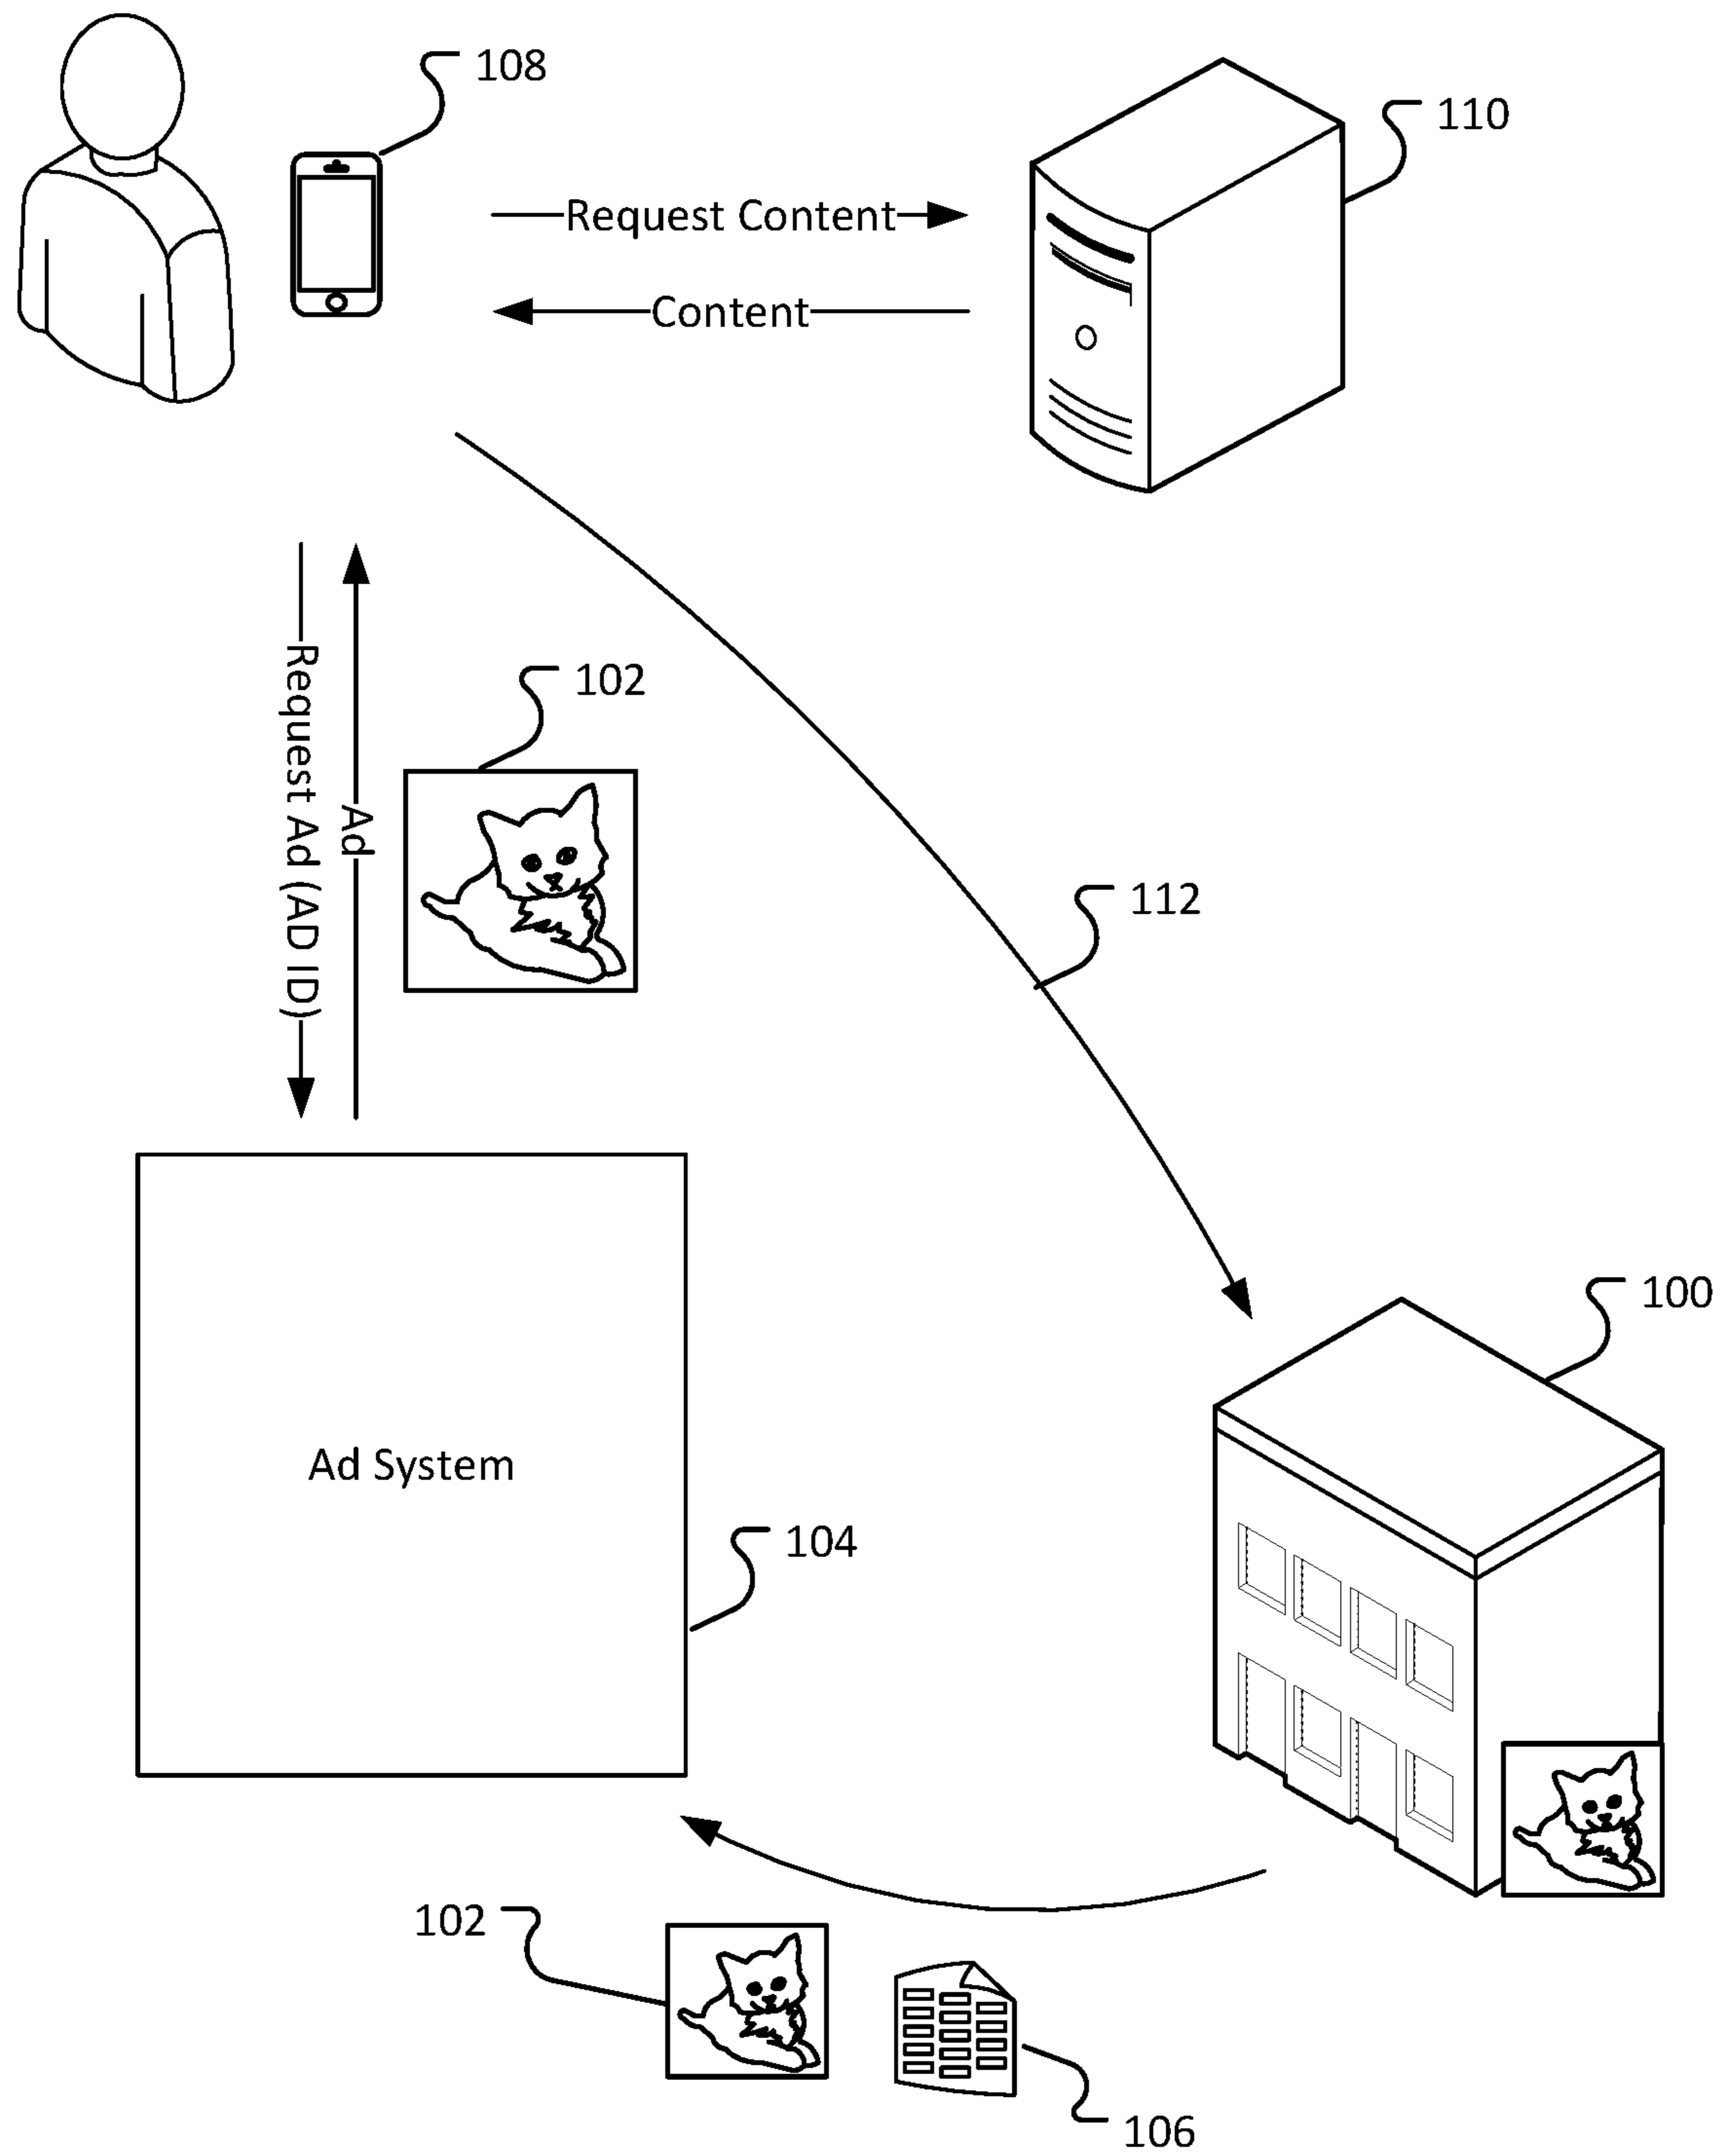 108
110
Request Content
Content
102
Request Ad (AD ID)
Ad
112
100
Ad System
104
102
106